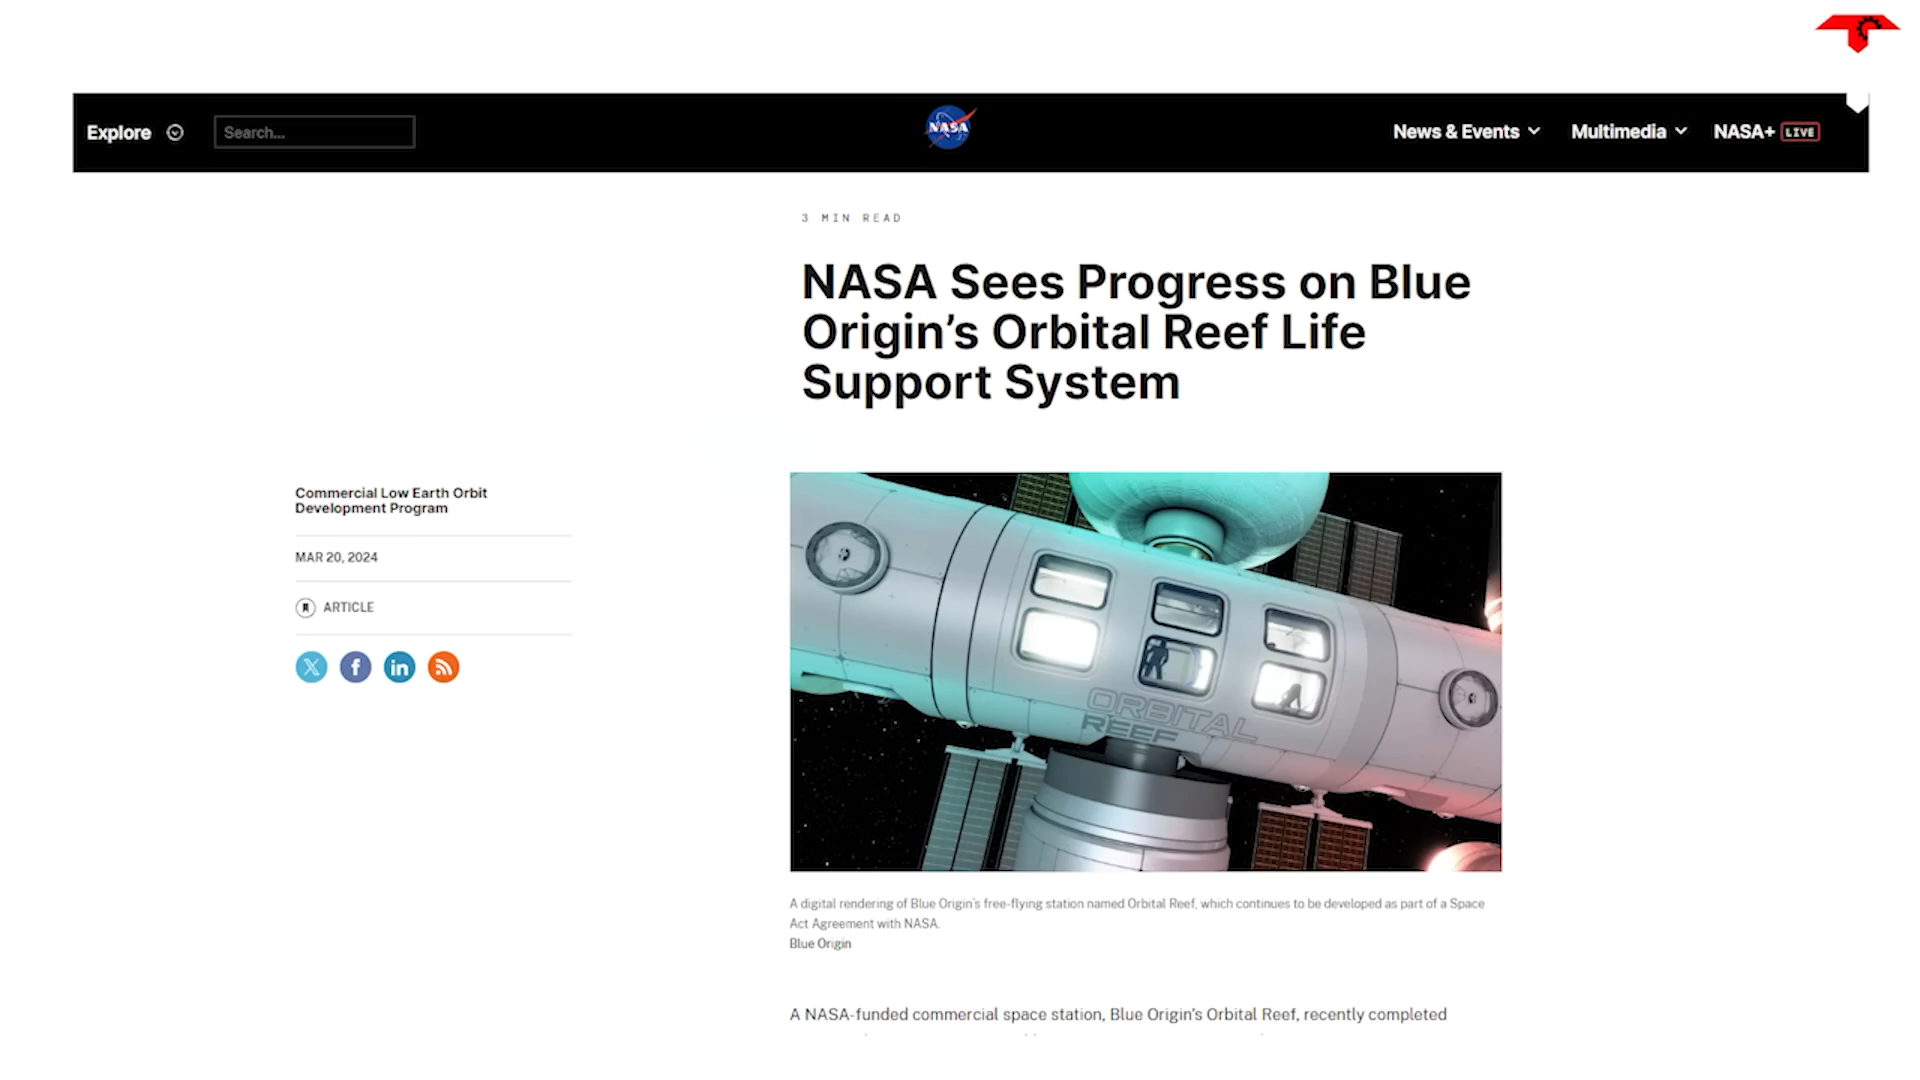 Explore
Search...
NASA
News & Events
Multimedia
NASA+ LIVE
3 MIN READ
NASA Sees Progress on Blue
Origin’s Orbital Reef Life
Support System
Commercial Low Earth Orbit
Development Program
MAR 20, 2024
ARTICLE
ORBITAL
REEF
A digital rendering of Blue Origin's free-flying station named Orbital Reef, which continues to be developed as part of a Space
Act Agreement with NASA.
Blue Origin
A NASA-funded commercial space station, Blue Origin's Orbital Reef, recently completed